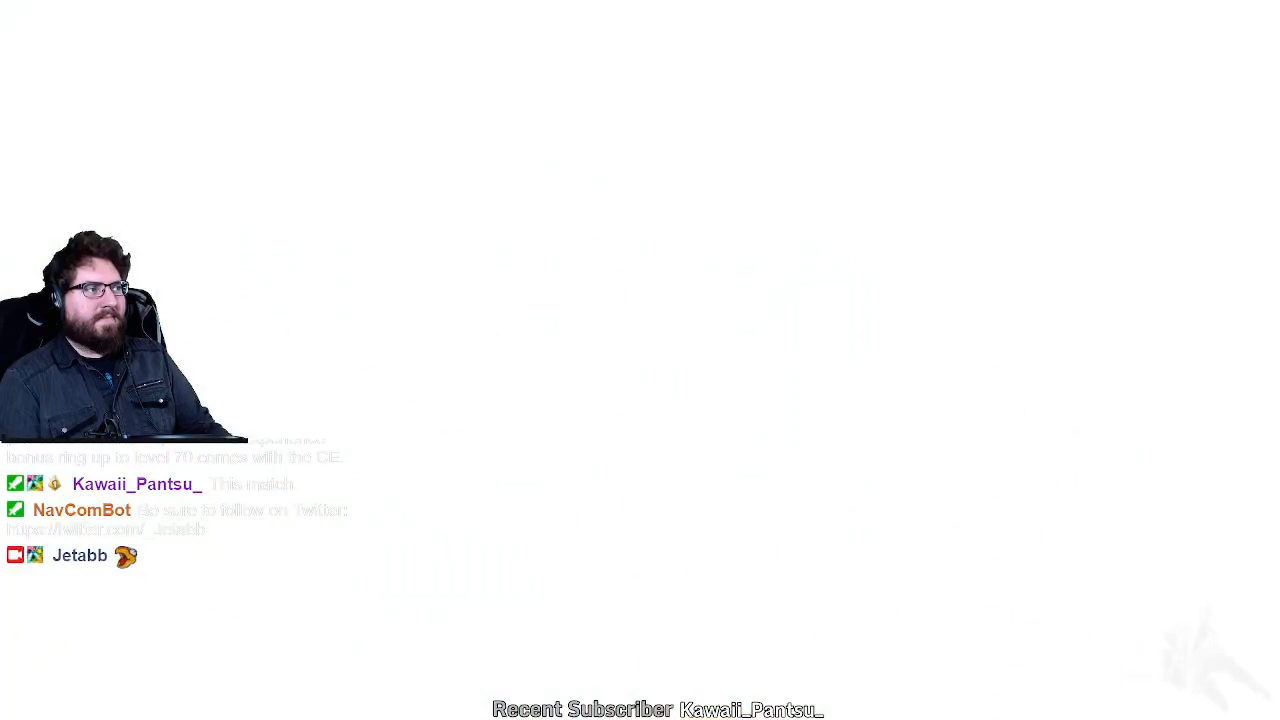 bonus ring up to level 70 comes with the CE.
Kawaii_Pantsu_ This match
NavComBot Be sure to follow on Twitter:
https://twitter.com/_Jetabb
Jetabb
Recent Subscriber Kawaii_Pantsu_